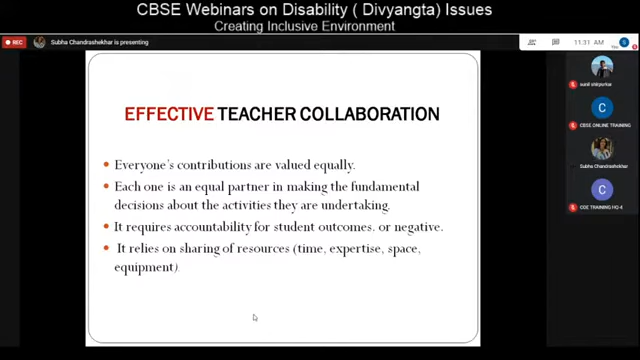 CBSE Webinars on Disability ( Divyangta) Issues
Creating Inclusive Environment
REC
Subha Chandrashekhar is presenting
11:31 AM
S
EFFECTIVE TEACHER COLLABORATION
• Everyone's contributions are valued equally.
• Each one is an equal partner in making the fundamental
decisions about the activities they are undertaking.
• It requires accountability for student outcomes. or negative.
• It relies on sharing of resources (time, expertise, space,
equipment)
C
CBSE ONLINE TRAINING
Subha Chandrashekhar
C
COE TRAINING HQ-4